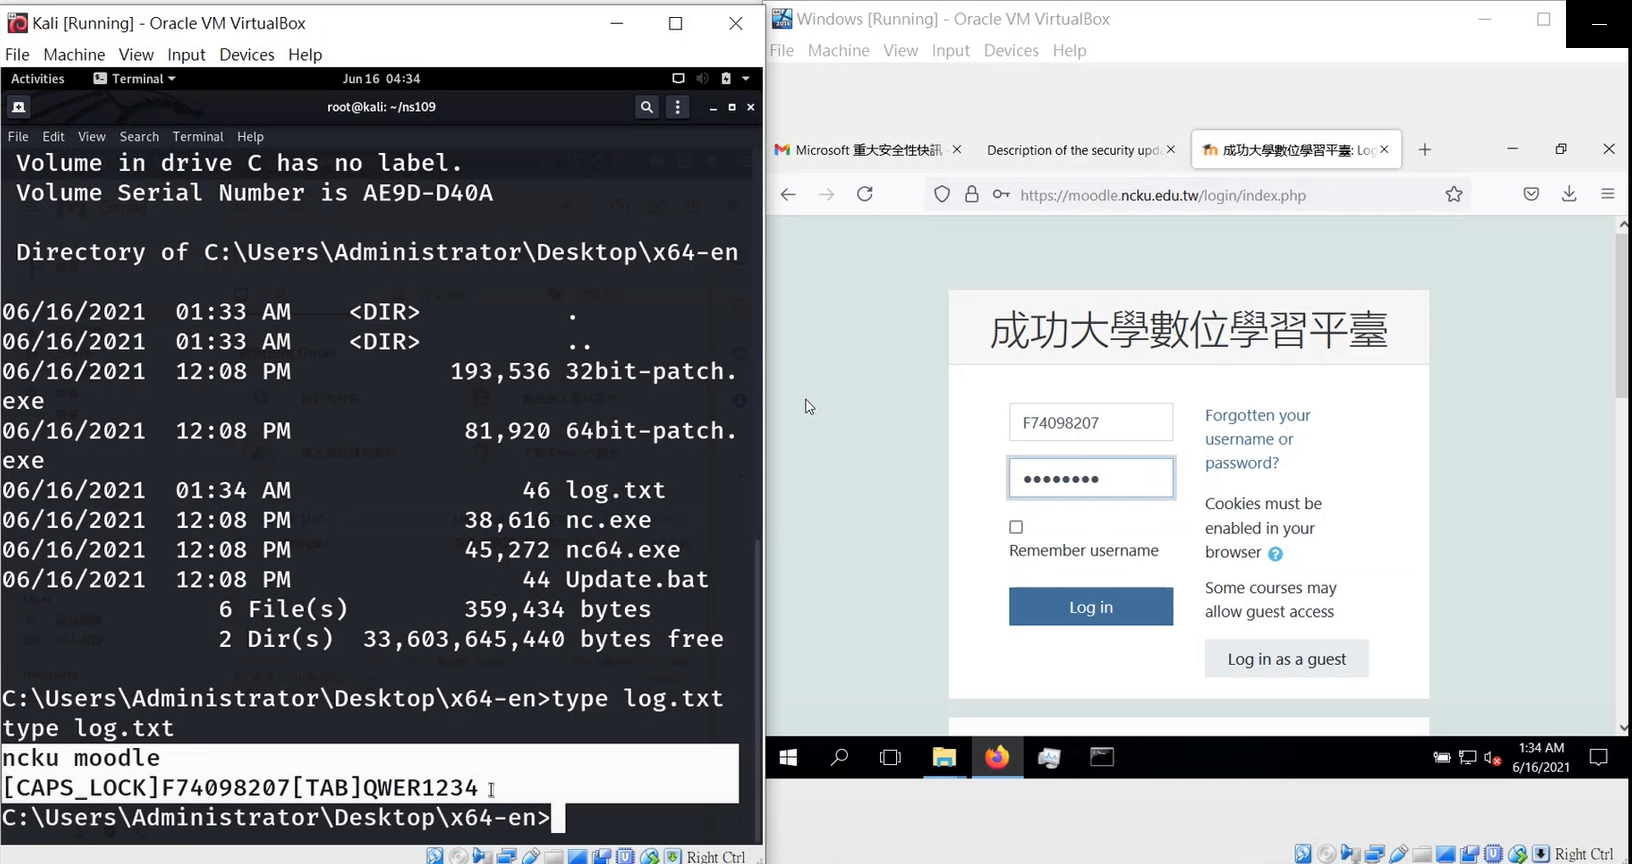 Kali [Running] - Oracle VM VirtualBox
File Machine View Input Devices Help
Activities Terminal Jun 16 04:34
root@kali: ~/ns109
File Edit View Search Terminal Help
Volume in drive C has no label.
Volume Serial Number is AE9D-D40A
Directory of C:\Users\Administrator\Desktop\x64-en
06/16/2021 01:33 AM <DIR> .
06/16/2021 01:33 AM <DIR> ..
06/16/2021 12:08 PM 193,536 32bit-patch.
exe
06/16/2021 12:08 PM 81,920 64bit-patch.
exe
06/16/2021 01:34 AM 46 log.txt
06/16/2021 12:08 PM 38,616 nc.exe
06/16/2021 12:08 PM 45,272 nc64.exe
06/16/2021 12:08 PM 44 Update.bat
6 File(s) 359,434 bytes
2 Dir(s) 33,603,645,440 bytes free
C:\Users\Administrator\Desktop\x64-en>type log.txt
type log.txt
ncku moodle
[CAPS_LOCK]F74098207[TAB]QWER1234
C:\Users\Administrator\Desktop\x64-en>
Right Ctrl
Windows [Running] - Oracle VM VirtualBox
File Machine View Input Devices Help
Microsoft 重大安全性快訊
Description of the security upd
成功大學數位學習平臺: Log
https://moodle.ncku.edu.tw/login/index.php
成功大學數位學習平臺
F74098207
••••••••
Remember username
Log in
Forgotten your
username or
password?
Cookies must be
enabled in your
browser
Some courses may
allow guest access
Log in as a guest
1:34 AM
6/16/2021
Right Ctrl